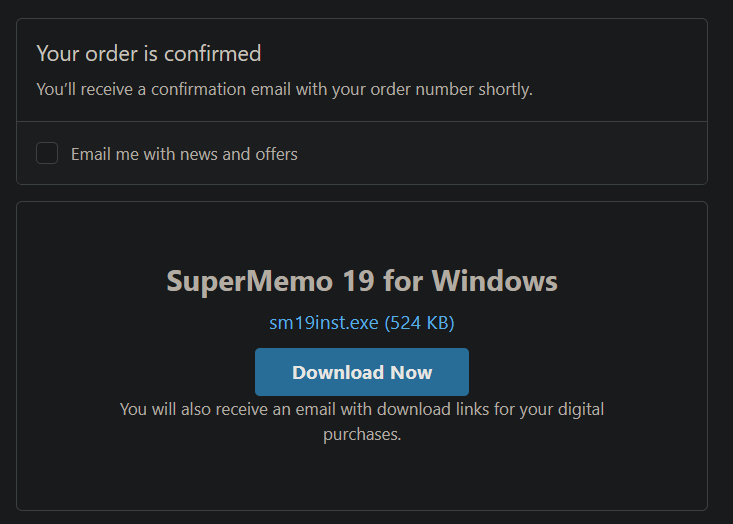 Your order is confirmed
You’ll receive a confirmation email with your order number shortly.
Email me with news and offers
SuperMemo 19 for Windows
sm19inst.exe (524 KB)
Download Now
You will also receive an email with download links for your digital
purchases.